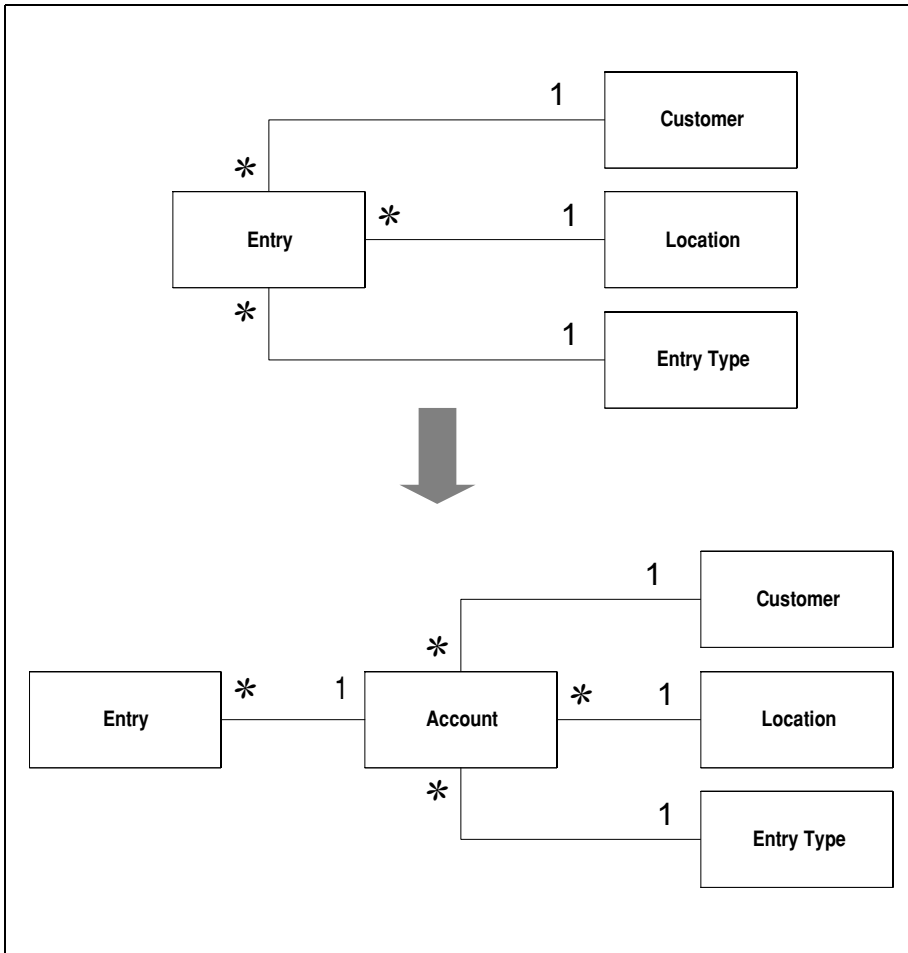 1
Customer
*
*
1
Entry
Location
*
1
Entry Type
1
Customer
*
*
1
*
1
Entry
Account
Location
*
1
Entry Type